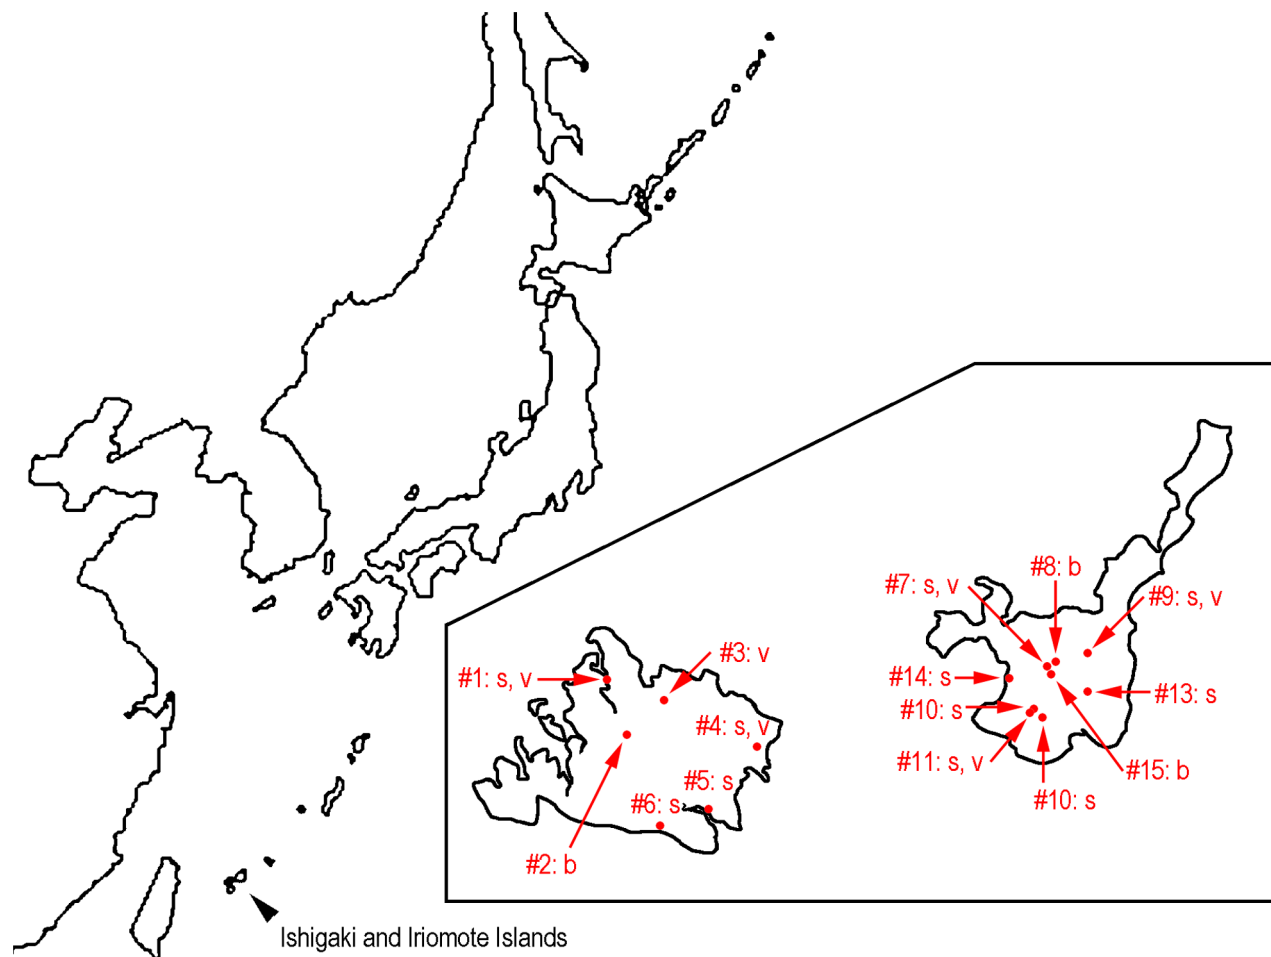 #8: b
#7: s, v
#9: s, v
#3: v
#1: s, v
#14: s
#13: s
#10: s
#4: s, v
#11: s, v
#15: b
#5: s
#10: s
#6: s
#2: b
Ishigaki and Iriomote Islands